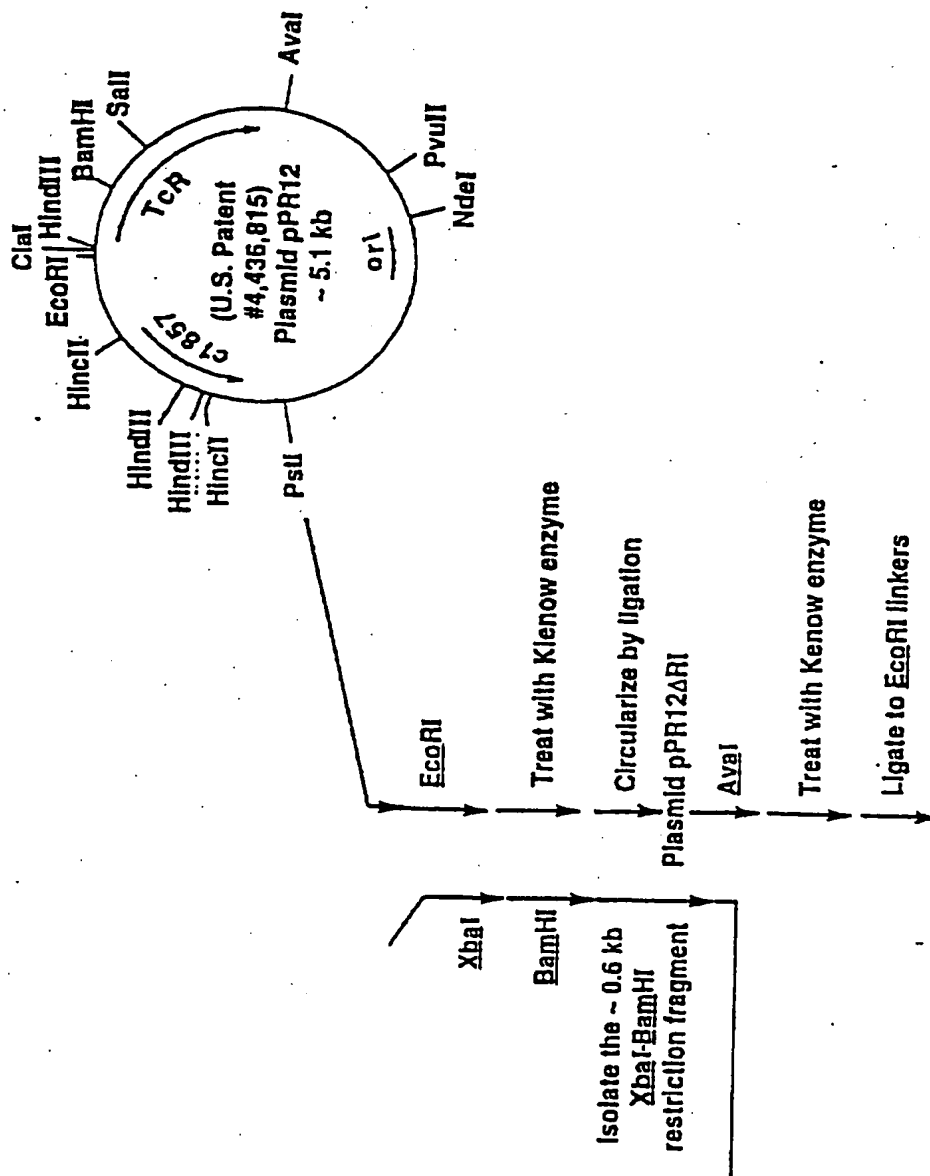 ClaI
EcoRI
HindIII
BamHI
SalI
AvaI
PvuII
NdeI
HincII
HindIII
HindIII
HincII
PstI
TcR
c1857
ori
(U.S. Patent
#4,436,815)
Plasmid pPR12
~ 5.1 kb
XbaI
BamHI
Isolate the ~ 0.6 kb
XbaI-BamHI
restriction fragment
EcoRI
Treat with Klenow enzyme
Circularize by ligation
Plasmid pPR12ΔRI
AvaI
Treat with Kenow enzyme
Ligate to EcoRI linkers